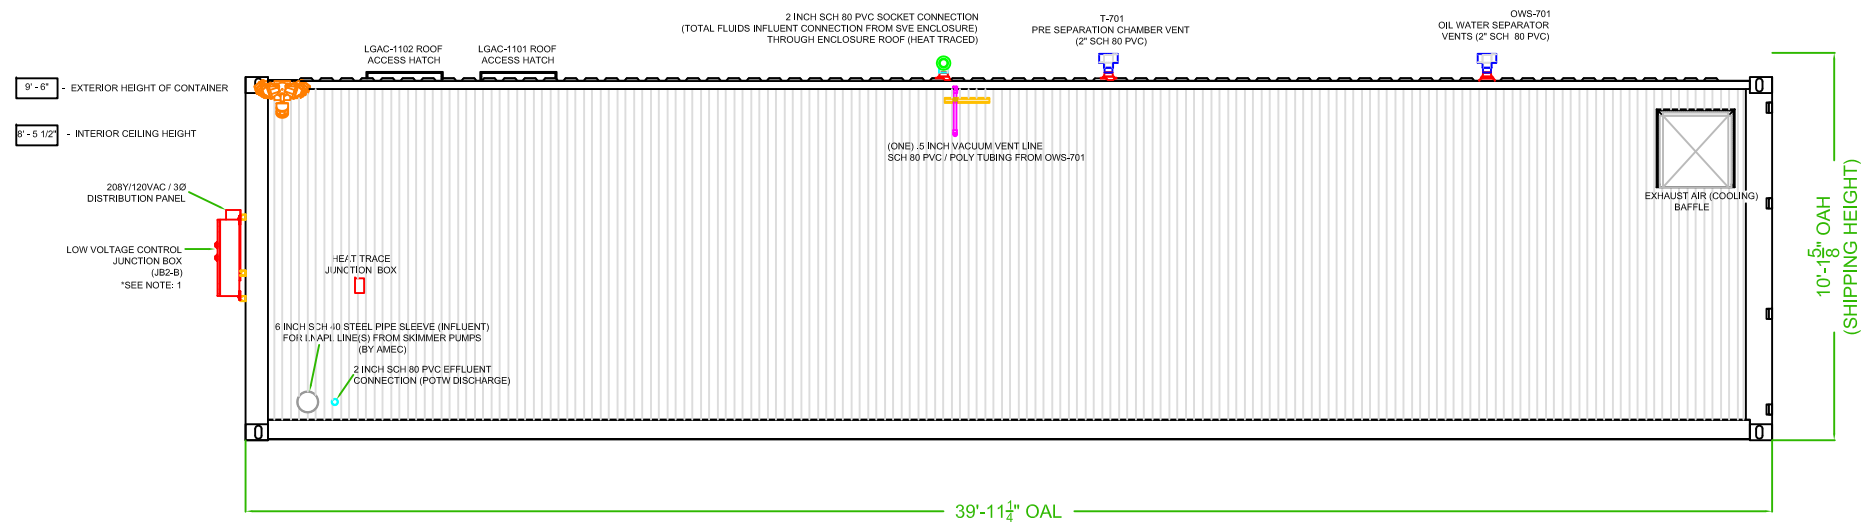 2 INCH SCH 80 PVC SOCKET CONNECTION
(TOTAL FLUIDS INFLUENT CONNECTION FROM SVE ENCLOSURE)
THROUGH ENCLOSURE ROOF (HEAT TRACED)
T-701
PRE SEPARATION CHAMBER VENT
(2" SCH 80 PVC)
OWS-701
OIL WATER SEPARATOR
VENTS (2" SCH 80 PVC)
LGAC-1102 ROOF
ACCESS HATCH
LGAC-1101 ROOF
ACCESS HATCH
9' - 6" - EXTERIOR HEIGHT OF CONTAINER
8' - 5 1/2" - INTERIOR CEILING HEIGHT
(ONE) .5 INCH VACUUM VENT LINE
SCH 80 PVC / POLY TUBING FROM OWS-701
208Y/120VAC / 3Ø
DISTRIBUTION PANEL
EXHAUST AIR (COOLING)
BAFFLE
LOW VOLTAGE CONTROL
JUNCTION BOX
(JB2-B)
*SEE NOTE: 1
HEAT TRACE
JUNCTION BOX
6 INCH SCH 40 STEEL PIPE SLEEVE (INFLUENT)
FOR LNAPL LINE(S) FROM SKIMMER PUMPS
(BY AMEC)
2 INCH SCH 80 PVC EFFLUENT
CONNECTION (POTW DISCHARGE)
10'-1 5/8" OAH
(SHIPPING HEIGHT)
39'-11 1/4" OAL